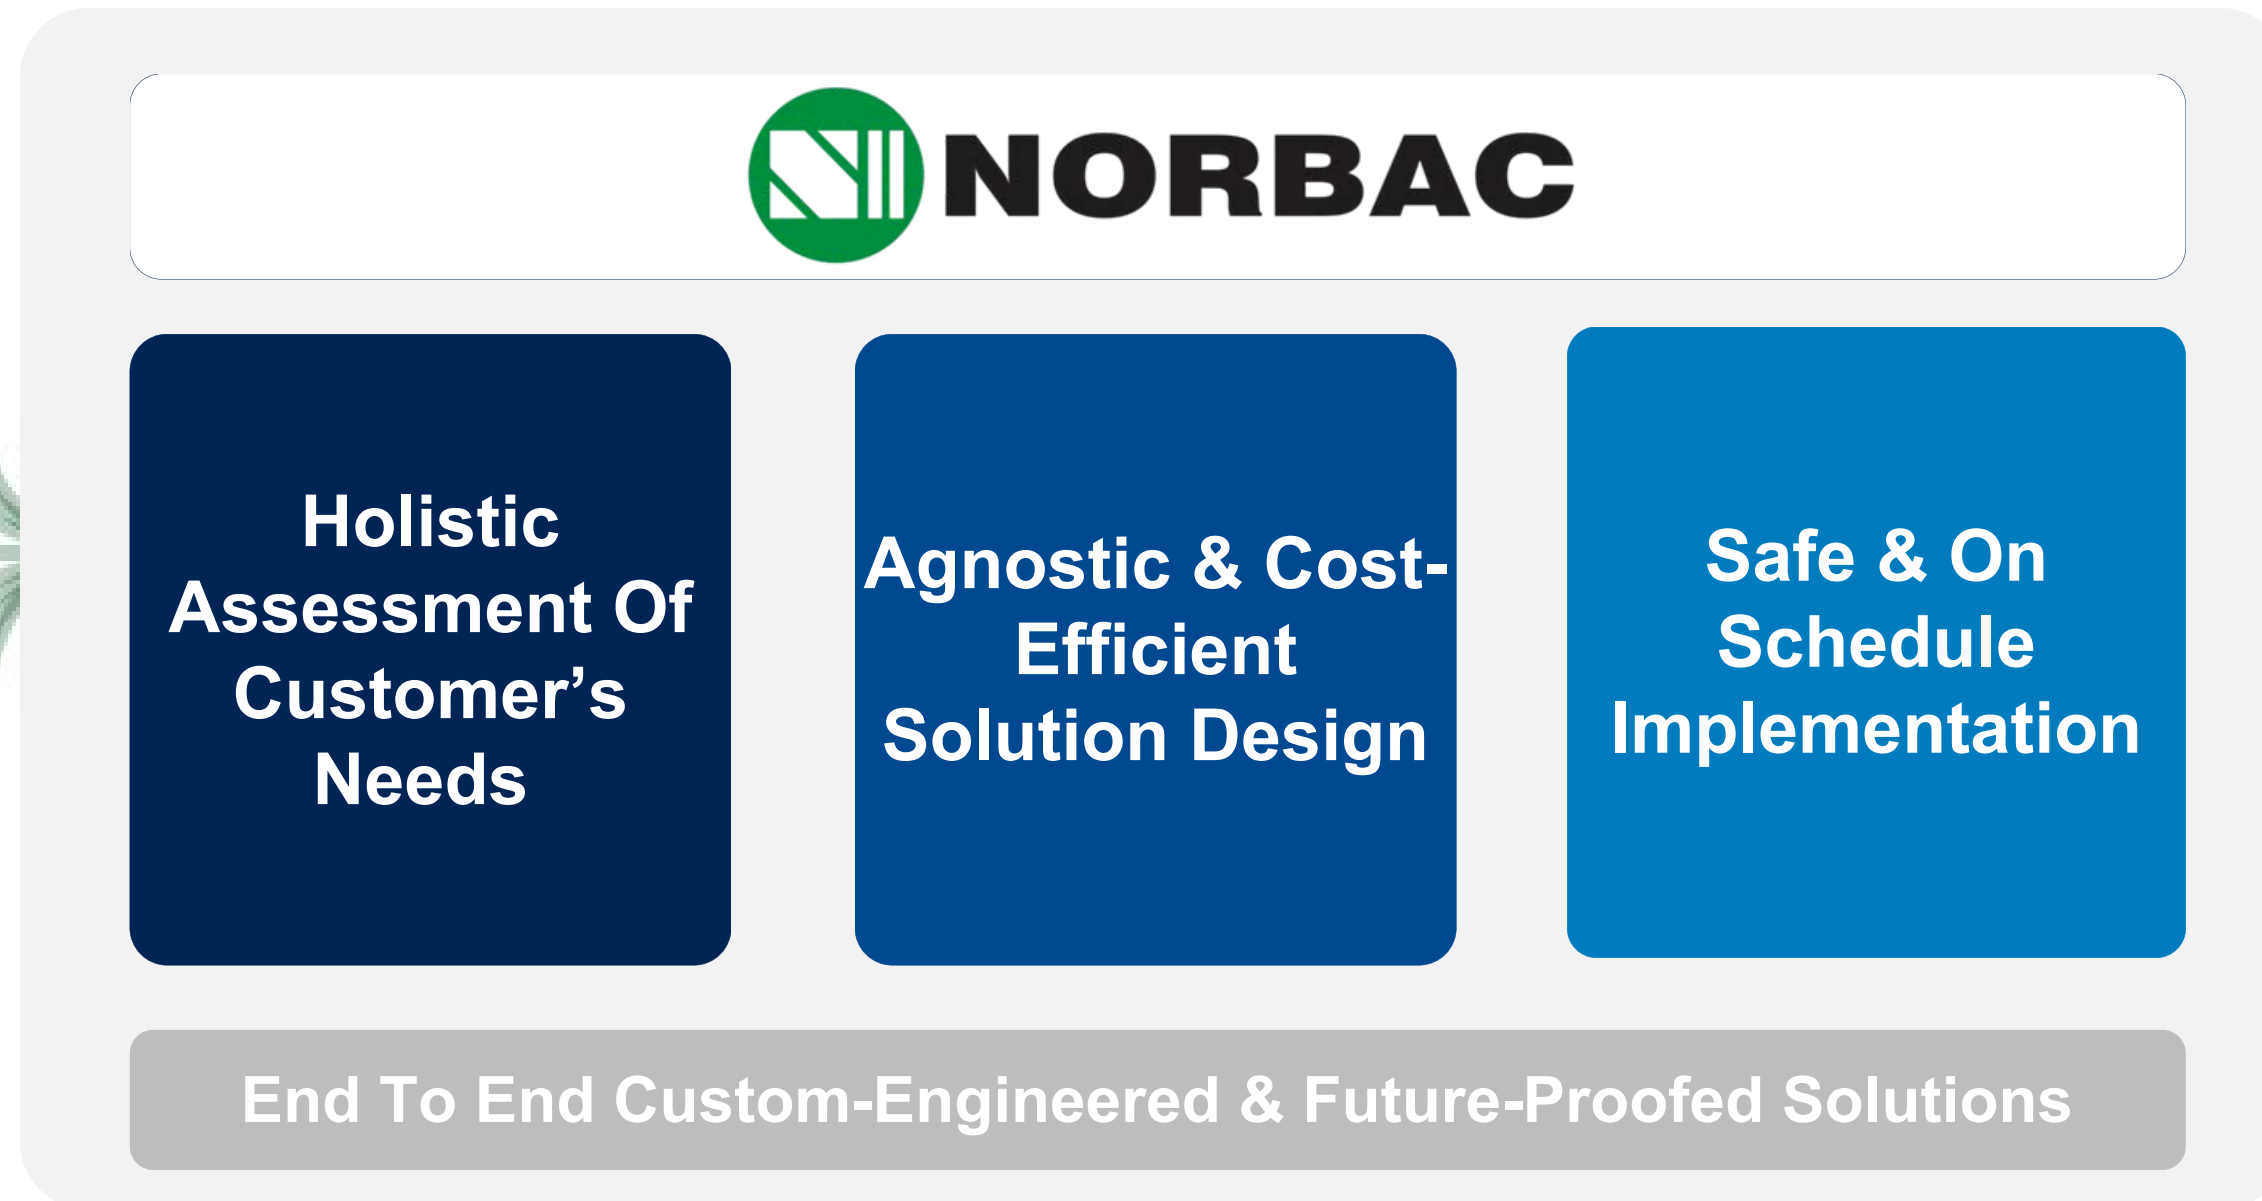 NORBAC
Holistic
Assessment Of
Customer’s
Needs
Agnostic & Cost-
Efficient
Solution Design
Safe & On
Schedule
Implementation
End To End Custom-Engineered & Future-Proofed Solutions